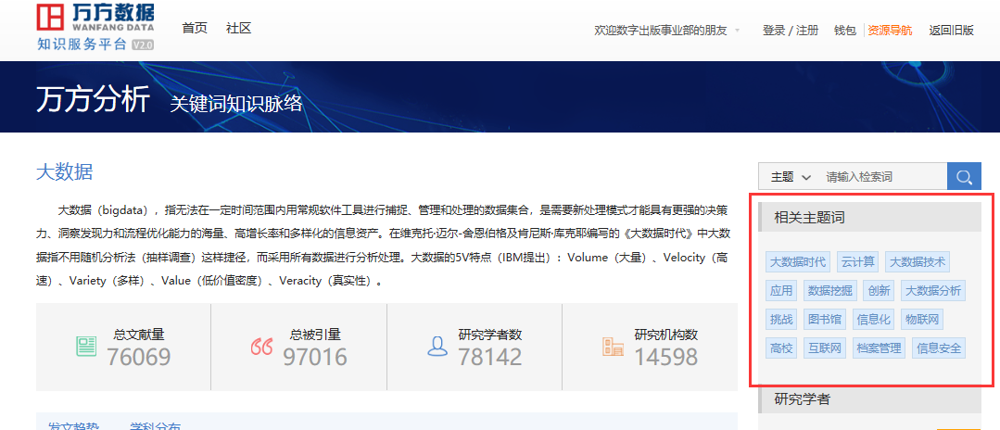 万方数据
WANFANG DATA
知识服务平台 V2.0
首页 社区
欢迎数字出版事业部的朋友 登录 / 注册 钱包 资源导航 返回旧版
万方分析 关键词知识脉络
大数据
大数据（bigdata），指无法在一定时间范围内用常规软件工具进行捕捉、管理和处理的数据集合，是需要新处理模式才能具有更强的决策
力、洞察发现力和流程优化能力的海量、高增长率和多样化的信息资产。在维克托·迈尔-舍恩伯格及肯尼斯·库克耶编写的《大数据时代》中大数
据指不用随机分析法（抽样调查）这样捷径，而采用所有数据进行分析处理。大数据的5V特点（IBM提出）：Volume（大量）、Velocity（高
速）、Variety（多样）、Value（低价值密度）、Veracity（真实性）。
总文献量
76069
总被引量
97016
研究学者数
78142
研究机构数
14598
发文趋势 学科分布
主题 请输入检索词
相关主题词
大数据时代 云计算 大数据技术
应用 数据挖掘 创新 大数据分析
挑战 图书馆 信息化 物联网
高校 互联网 档案管理 信息安全
研究学者